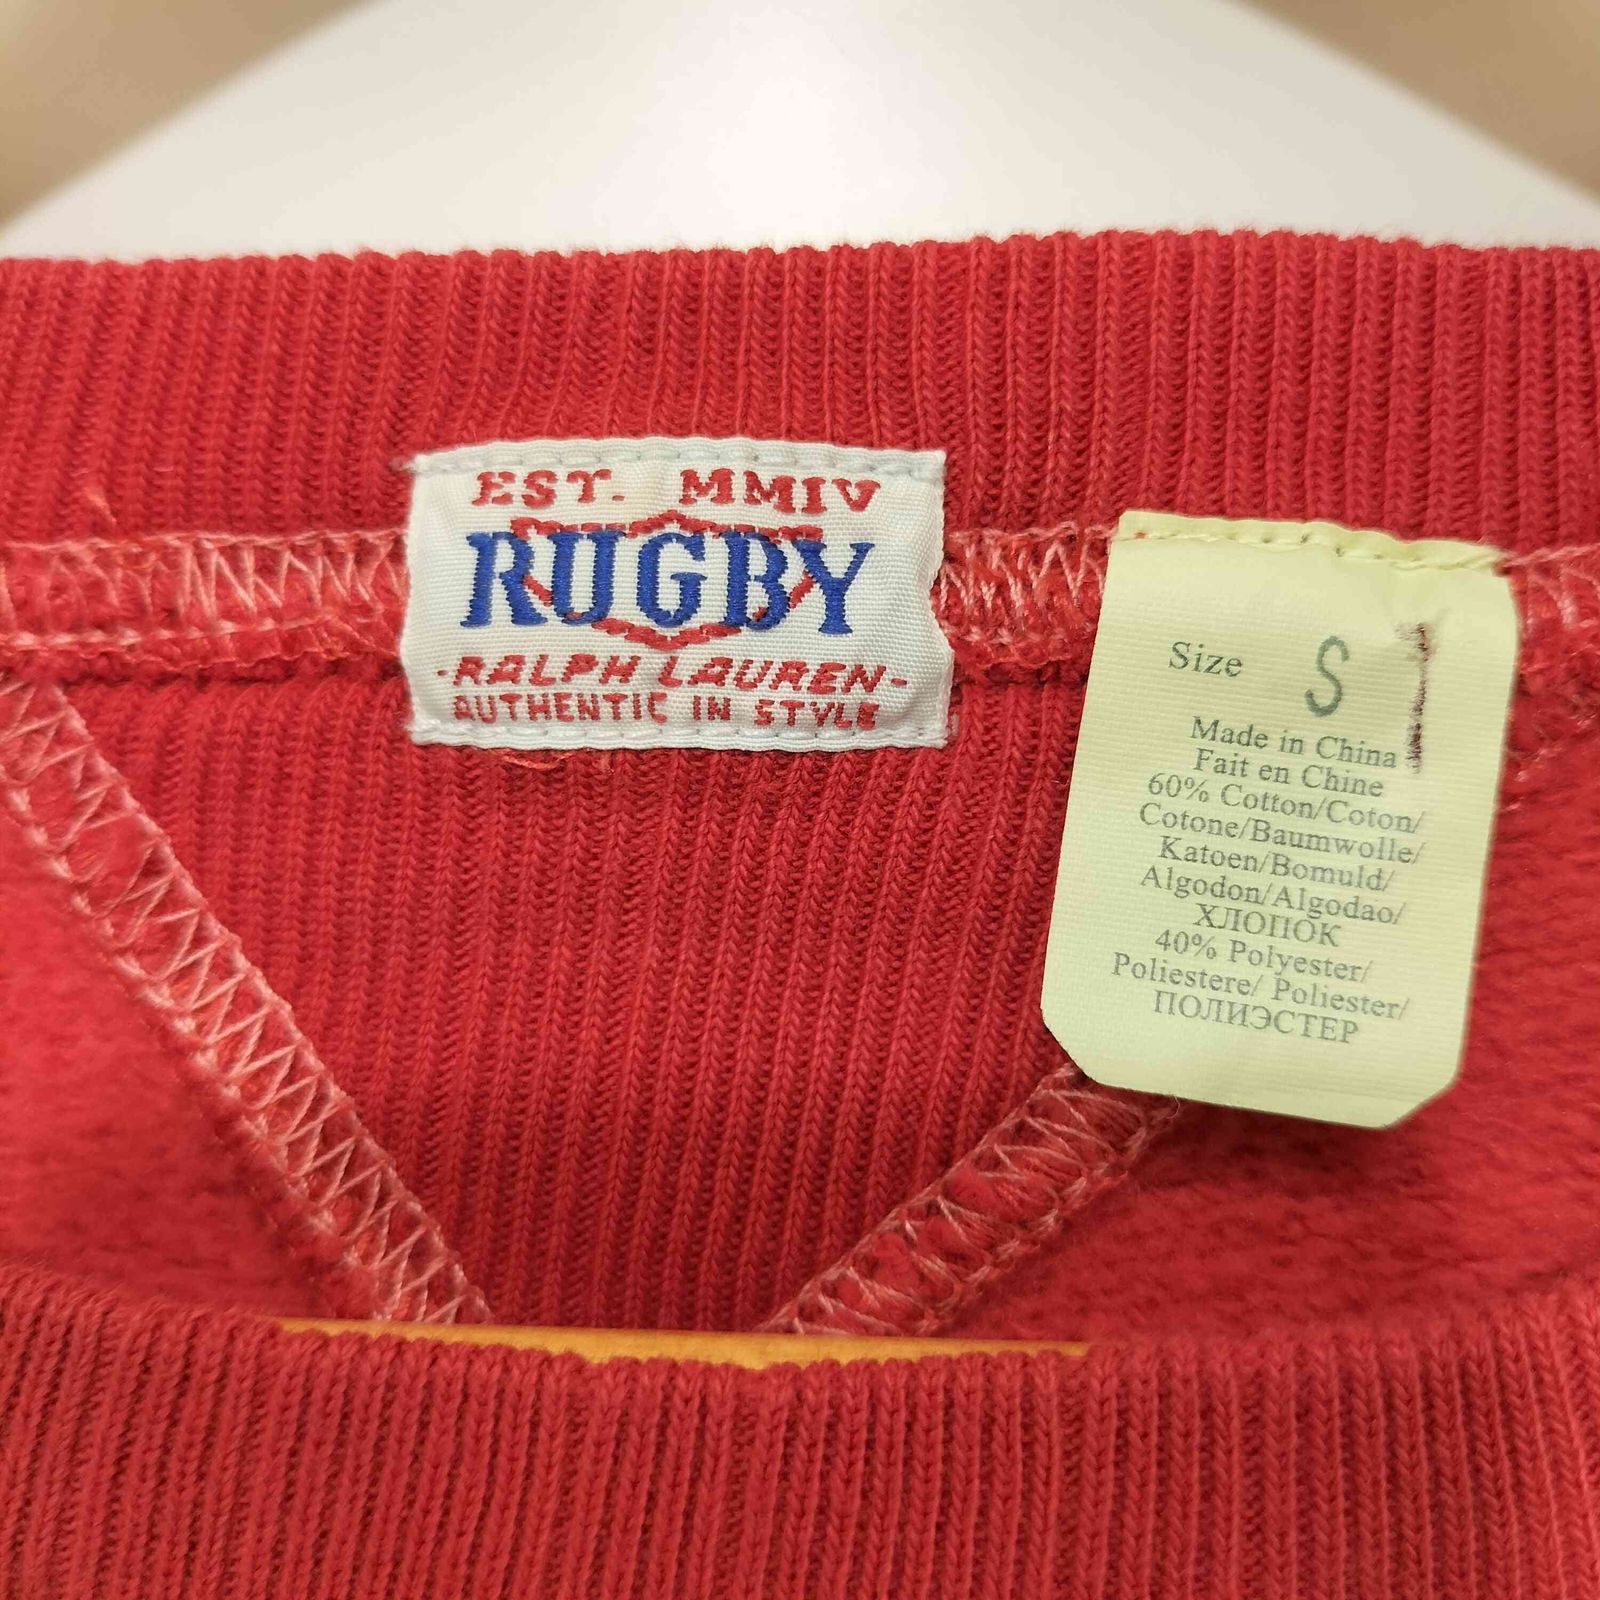 EST. MMIV
RUGBY
-RALPH LAUREN-
AUTHENTIC IN STYLE
Size S
Made in China
Fait en Chine
60% Cotton/Coton/
Cotone/Baumwolle/
Katoen/Bomuld/
Algodon/Algodao/
ХЛОПОК
40% Polyester/
Poliestere/ Poliester/
ПОЛИЭСТЕР